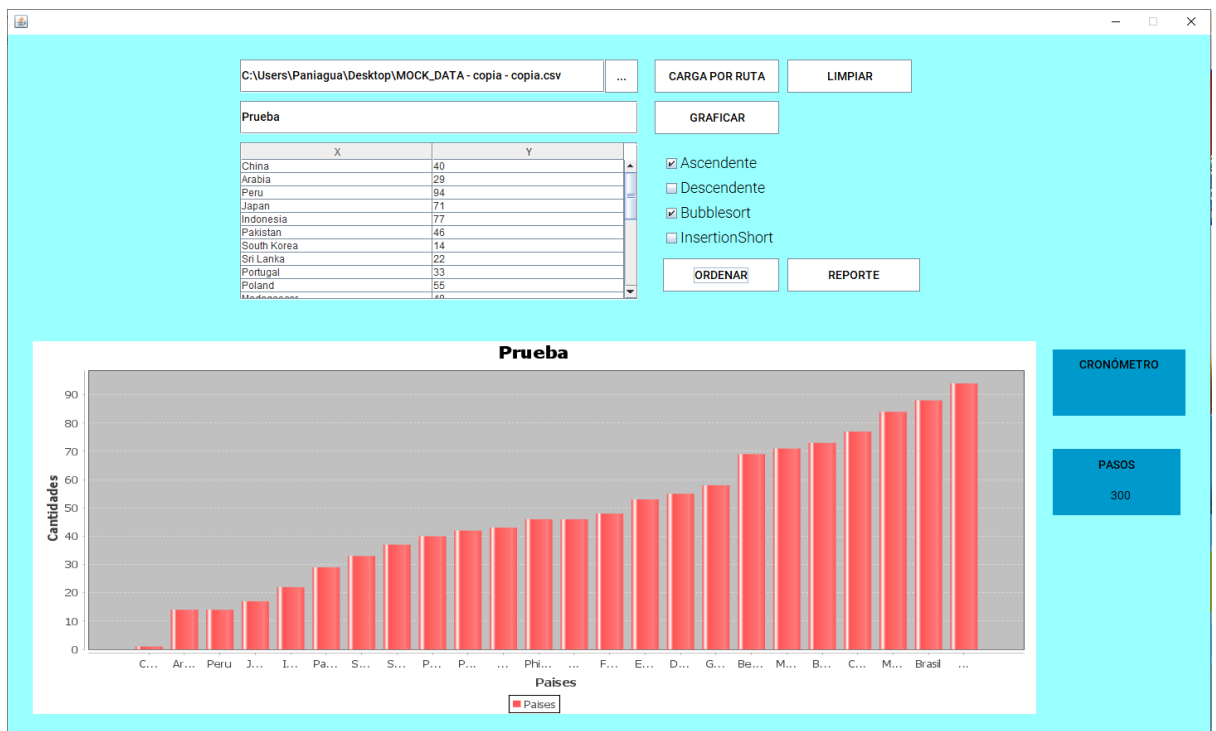 C:\Users\Paniagua\Desktop\MOCK_DATA - copia - copia.csv ... CARGA POR RUTA LIMPIAR
Prueba GRAFICAR
X Y
China 40
Arabia 29
Peru 94
Japan 71
Indonesia 77
Pakistan 46
South Korea 14
Sri Lanka 22
Portugal 33
Poland 55
Ascendente
Descendente
Bubblesort
InsertionShort
ORDENAR REPORTE
Prueba
Cantidades
90
80
70
60
50
40
30
20
10
0
C... Ar... Peru J... I... Pa... S... S... P... P... ... Phi... ... F... E... D... G... Be... M... B... C... M... Brasil ...
Paises
Paises
CRONÓMETRO
PASOS
300